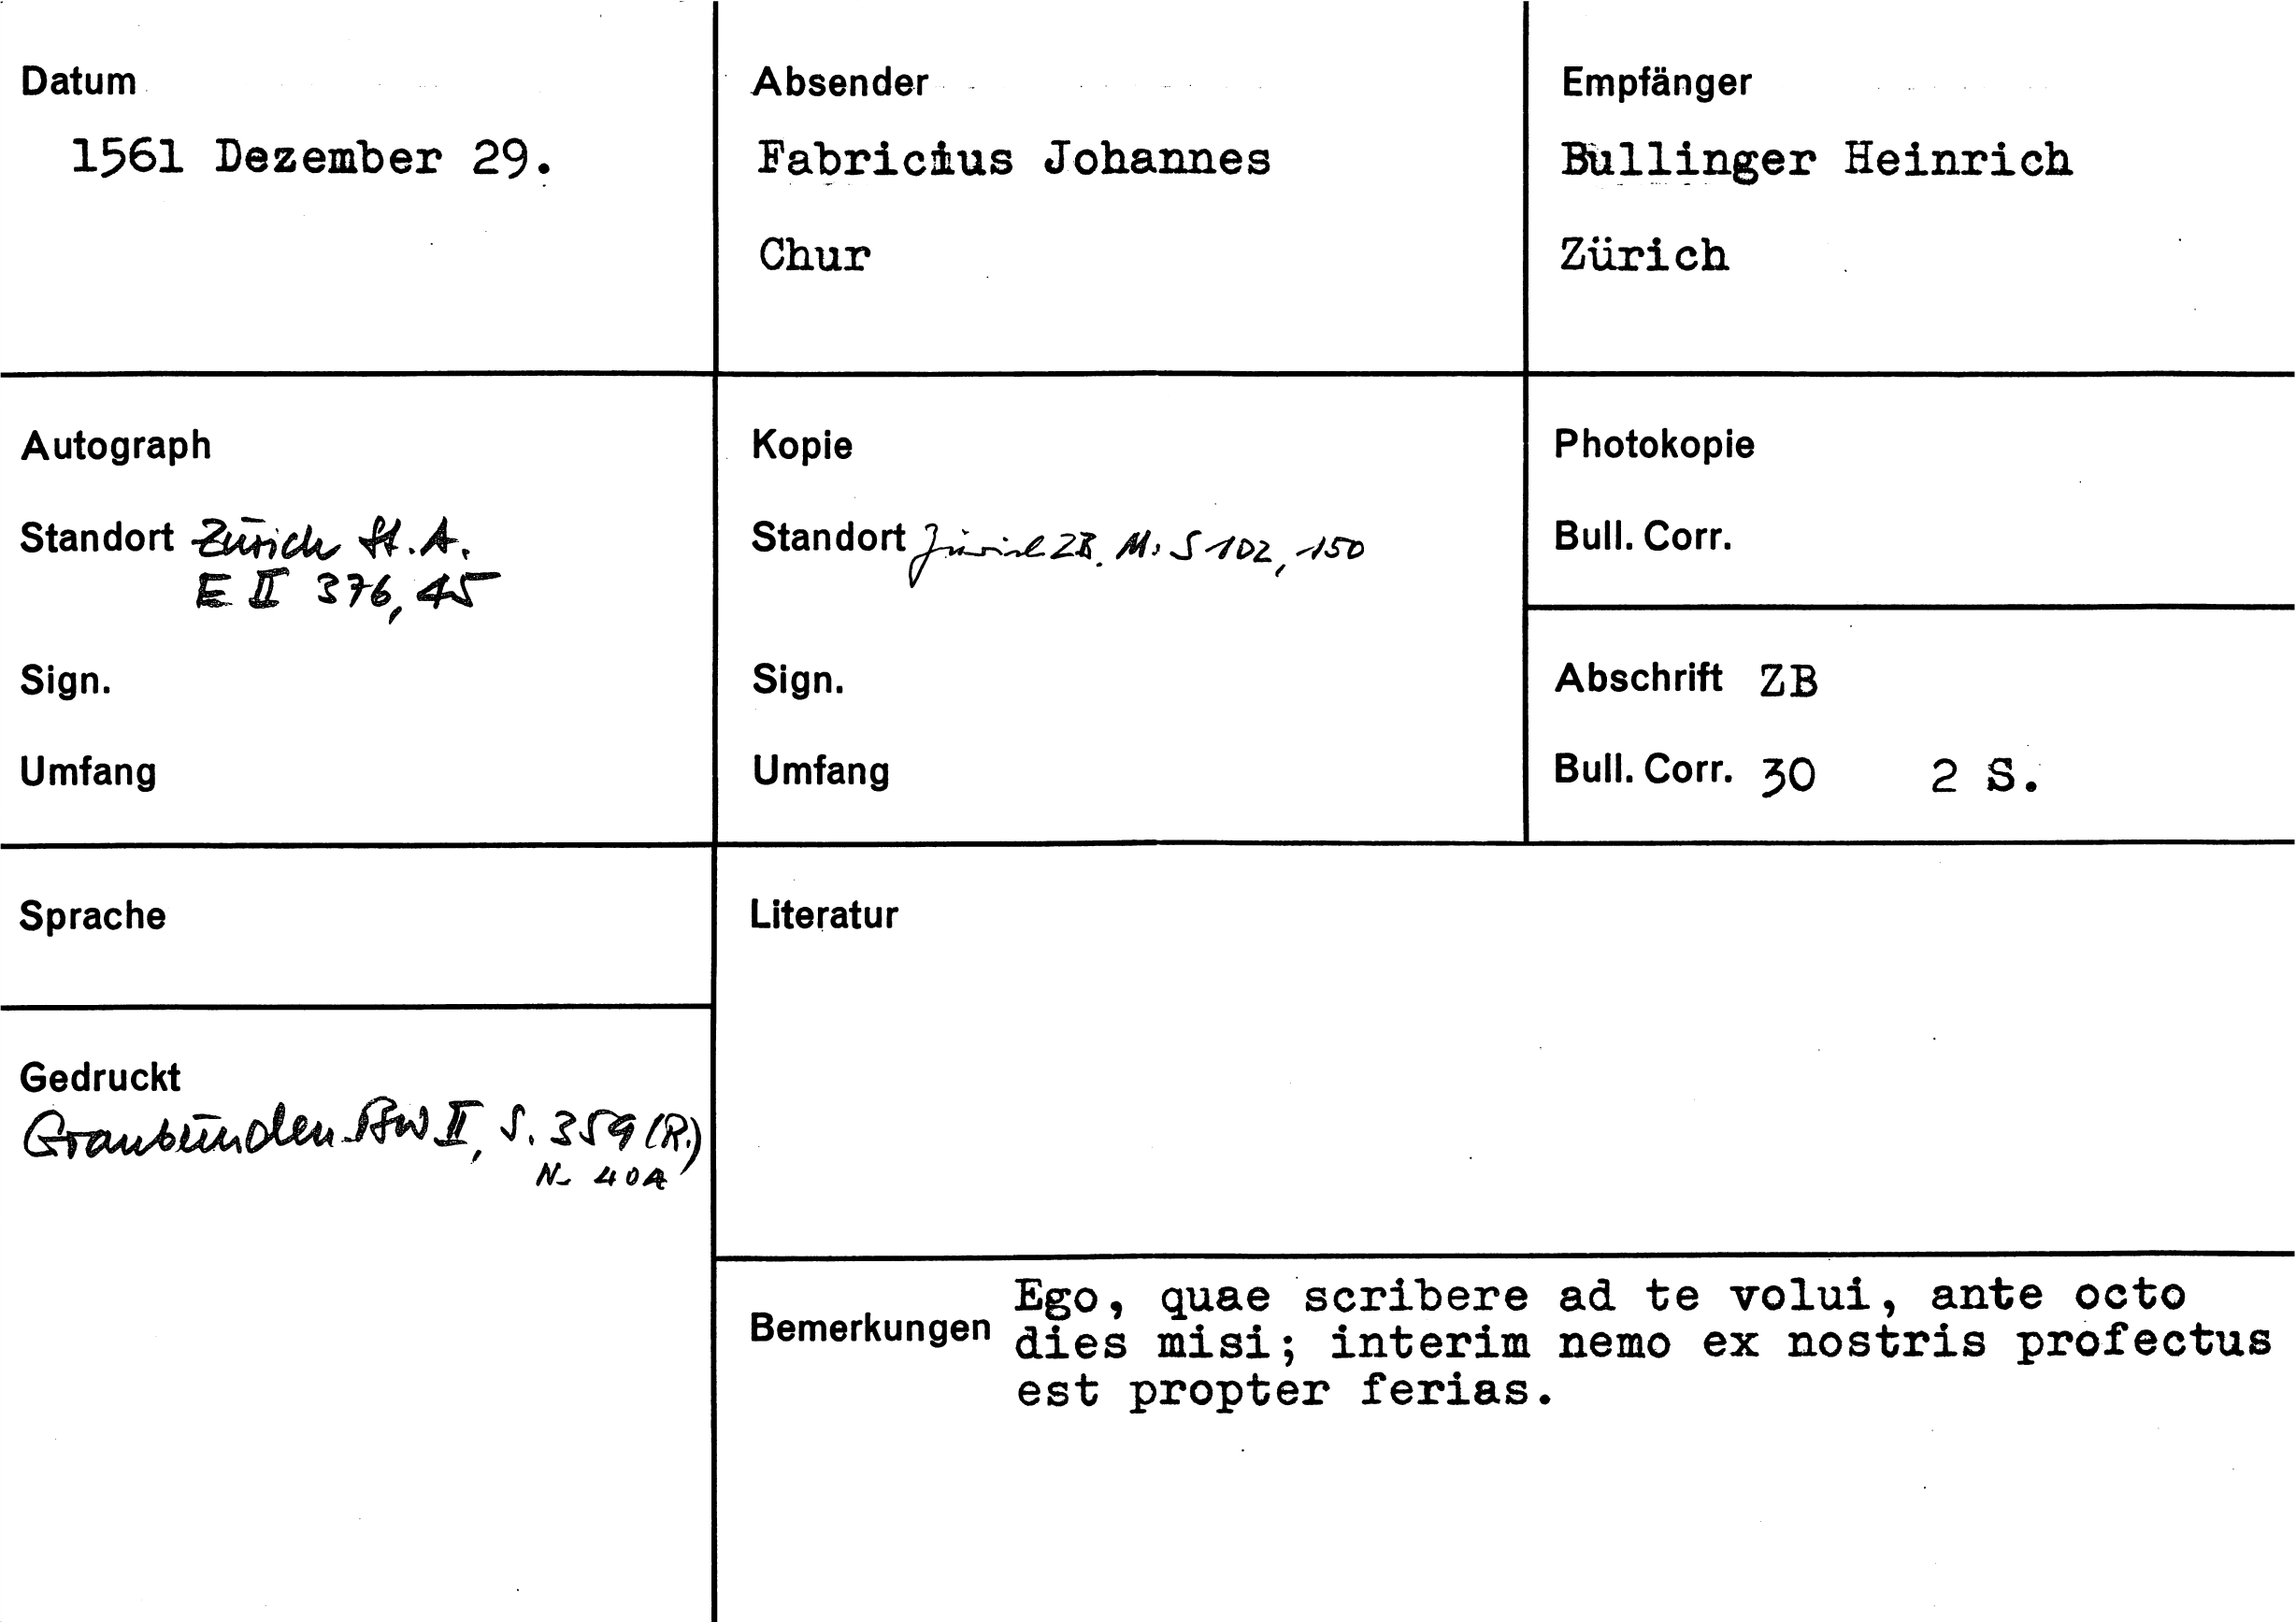 Datum
1561 Dezember 29.
Absender
Fabricius Johannes
Chur
Empfänger
Bullinger Heinrich
Zürich
Autograph
Standort Zürich St.A.
E II 376, 45
Sign.
Umfang
Kopie
Standort Zürich ZB. Ms S 102, 150
Sign.
Umfang
Photokopie
Bull. Corr.
Abschrift ZB
Bull. Corr. 30 2 S.
Sprache
Gedruckt
Graubünden BW II, S. 359 (R.)
N. 404
Literatur
Bemerkungen Ego, quae scribere ad te volui, ante octo
dies misi; interim nemo ex nostris profectus
est propter ferias.